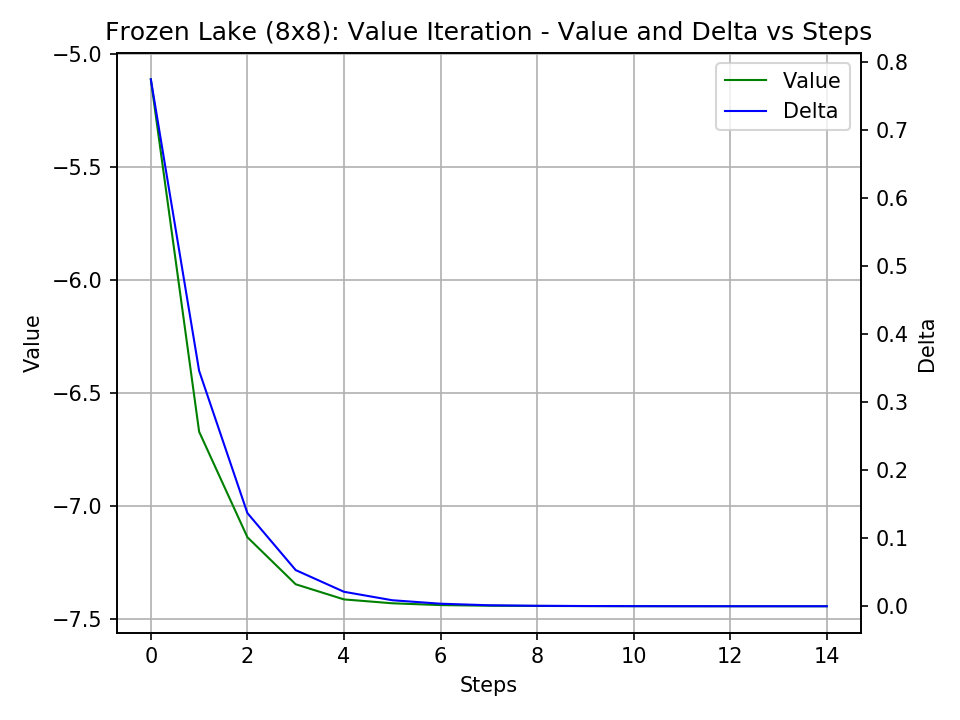 Frozen Lake (8x8): Value Iteration - Value and Delta vs Steps
Value
Delta
−5.0
−5.5
−6.0
−6.5
−7.0
−7.5
Value
0.8
0.7
0.6
0.5
0.4
0.3
0.2
0.1
0.0
Delta
0 2 4 6 8 10 12 14
Steps